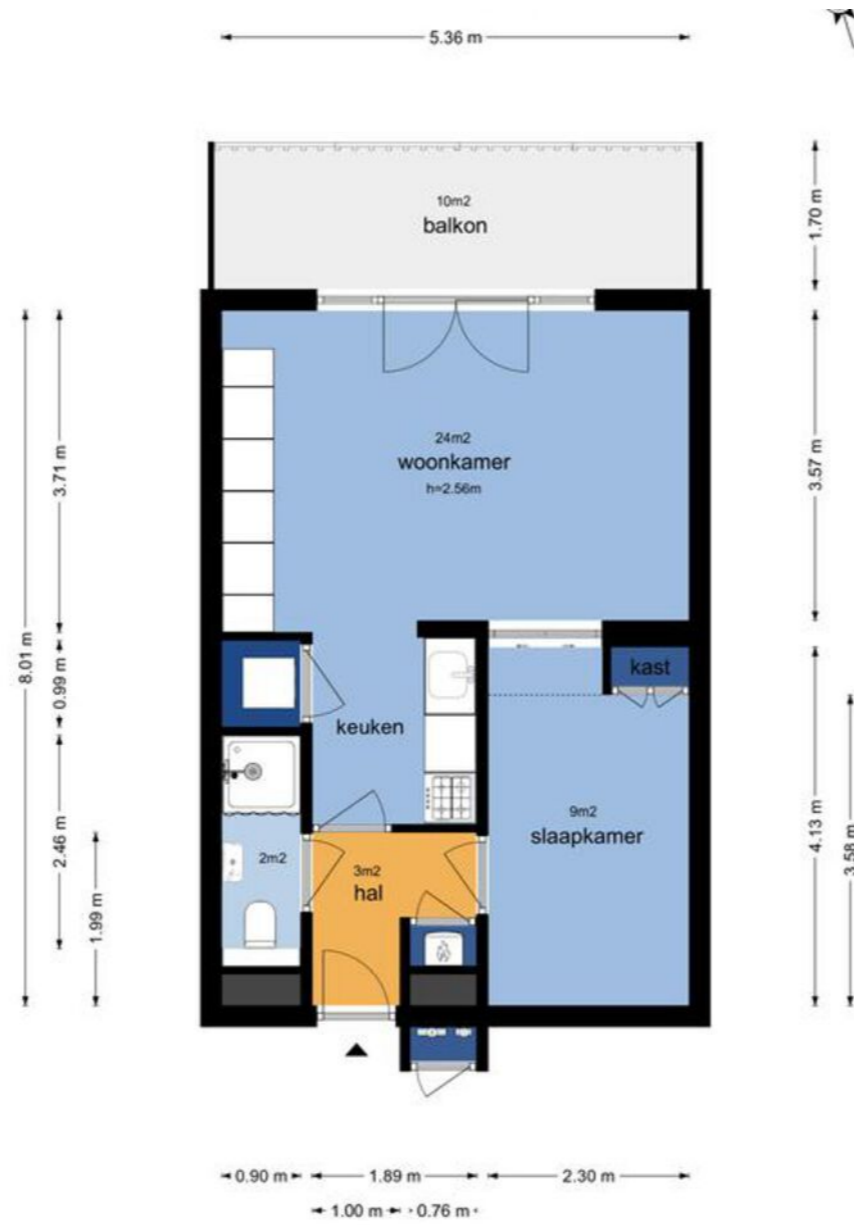 5.36 m
10m2
balkon
1.70 m
24m2
woonkamer
h=2.56m
3.71 m
3.57 m
8.01 m
0.99 m
kast
keuken
2.46 m
9m2
slaapkamer
4.13 m
3.58 m
2m2
3m2
hal
1.99 m
0.90 m
1.89 m
2.30 m
1.00 m
0.76 m